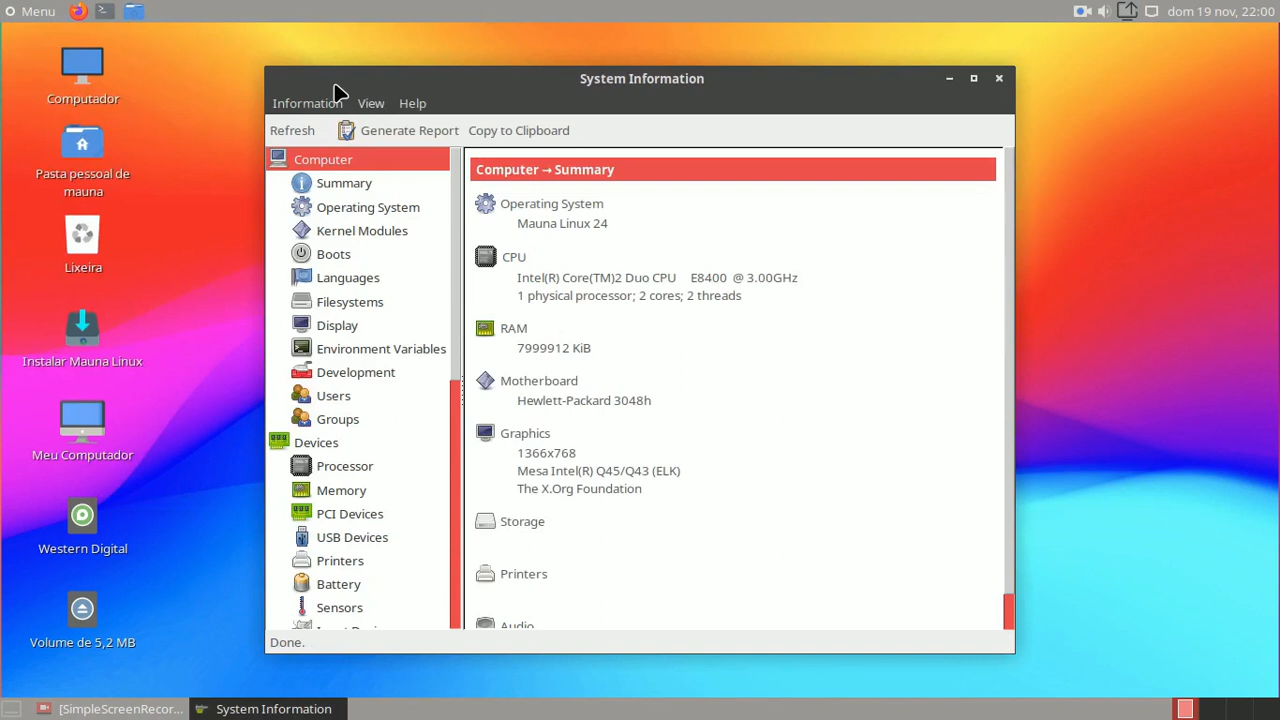 Menu
dom 19 nov, 22:00
Computador
Pasta pessoal de
mauna
Lixeira
Instalar Mauna Linux
Meu Computador
Western Digital
Volume de 5,2 MB
System Information
Information View Help
Refresh Generate Report Copy to Clipboard
Computer
Summary
Operating System
Kernel Modules
Boots
Languages
Filesystems
Display
Environment Variables
Development
Users
Groups
Devices
Processor
Memory
PCI Devices
USB Devices
Printers
Battery
Sensors
Computer → Summary
Operating System
Mauna Linux 24
CPU
Intel(R) Core(TM)2 Duo CPU E8400 @ 3.00GHz
1 physical processor; 2 cores; 2 threads
RAM
7999912 KiB
Motherboard
Hewlett-Packard 3048h
Graphics
1366x768
Mesa Intel(R) Q45/Q43 (ELK)
The X.Org Foundation
Storage
Printers
Audio
Done.
[SimpleScreenRecor... System Information